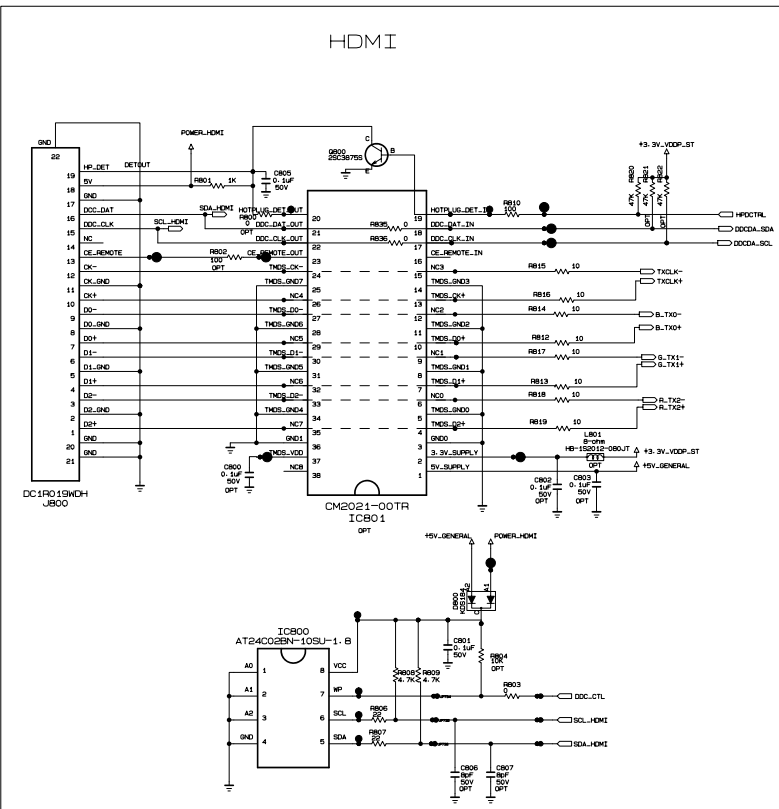 HDMI
GND
22
HP_DET
19
5V
18
GND
17
DCC_DAT
16
DCC_CLK
15
NC
14
CE_REMOTE
13
CK-
12
CK_GND
11
CK+
10
D0-
9
D0_GND
8
D0+
7
D1-
6
D1_GND
5
D1+
4
D2-
3
D2_GND
2
D2+
1
GND
20
GND
21
DC1R019WDH
J800
DETOUT
POWER_HDMI
R801 1K
C805
0.1uF
50V
SDA_HDMI
SCL_HDMI
R800
0
OPT
R802
100
OPT
Q800
2SC3875S
C
B
E
R835 0
R836 0
HOTPLUG_DET_OUT
20
DDC_DAT_OUT
21
DDC_CLK_OUT
22
CE_REMOTE_OUT
23
TMDS_CK-
24
TMDS_GND7
25
NC4
26
TMDS_D0-
27
TMDS_GND6
28
NC5
29
TMDS_D1-
30
TMDS_GND5
31
NC6
32
TMDS_D2-
33
TMDS_GND4
34
NC7
35
GND1
36
TMDS_VDD
37
NC8
38
C800
0.1uF
50V
OPT
HOTPLUG_DET_IN
19
DDC_DAT_IN
18
DDC_CLK_IN
17
CE_REMOTE_IN
16
NC3
15
TMDS_GND3
14
TMDS_CK+
13
NC2
12
TMDS_GND2
11
TMDS_D0+
10
NC1
9
TMDS_GND1
8
TMDS_D1+
7
NC0
6
TMDS_GND0
5
TMDS_D2+
4
GND0
3
3.3V_SUPPLY
2
5V_SUPPLY
1
CM2021-00TR
IC801
OPT
R810
100
+3.3V_VDDP_ST
R820
47K
R821
47K
OPT
R822
47K
OPT
HPDCTRL
DDCDA_SDA
DDCDA_SCL
R815 10
TXCLK-
TXCLK+
R816 10
R814 10
B_TX0-
B_TX0+
R812 10
R817 10
G_TX1-
G_TX1+
R813 10
R818 10
R_TX2-
R_TX2+
R819 10
L801
8-ohm
HB-1S2012-080JT
OPT
+3.3V_VDDP_ST
+5V_GENERAL
C802
0.1uF
50V
OPT
C803
0.1uF
50V
OPT
+5V_GENERAL
POWER_HDMI
A2
A1
C
D800
KDS184
IC800
AT24C02BN-10SU-1.8
A0
1
A1
2
A2
3
GND
4
VCC
8
WP
7
SCL
6
SDA
5
C801
0.1uF
50V
R808
4.7K
R809
4.7K
R804
10K
OPT
R803
0
DDC_CTL
R806
22
SCL_HDMI
R807
22
SDA_HDMI
C806
8pF
50V
OPT
C807
8pF
50V
OPT